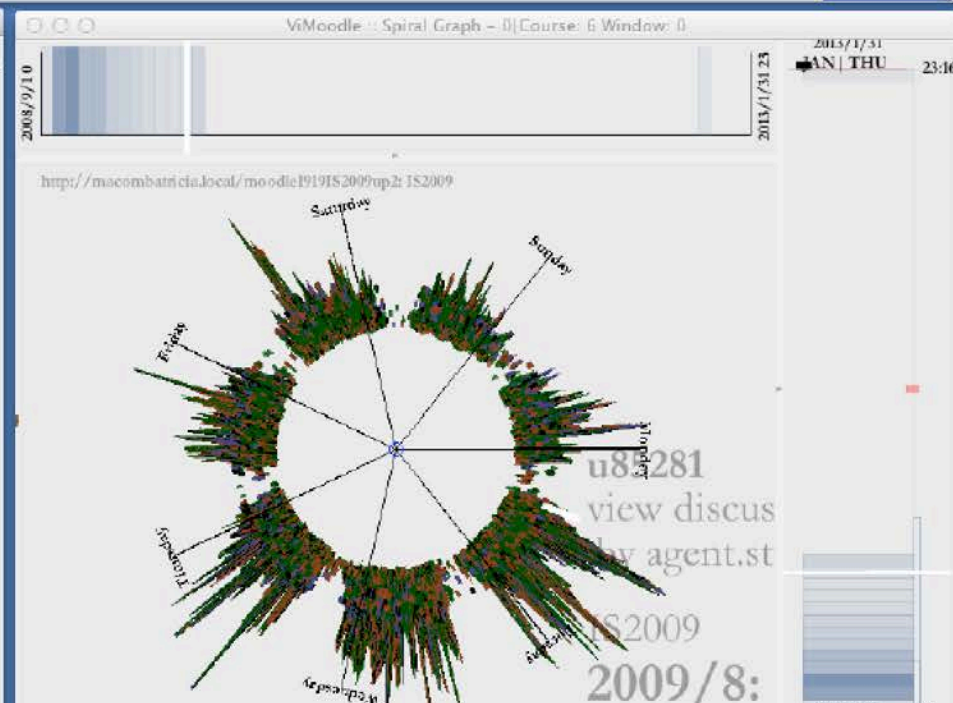 ViMoodle :: Spiral Graph - 0|Course: 6 Window: 0
2008/9/1 0
2013/1/31 23
2013/1/31
JAN | THU
23:16
http://macombatricia.local/moodle1919IS2009up2: IS2009
Saturday
Sunday
Friday
Monday
u85281
view discus
by agent.st
Thursday
IS2009
Wednesday
2009/8: